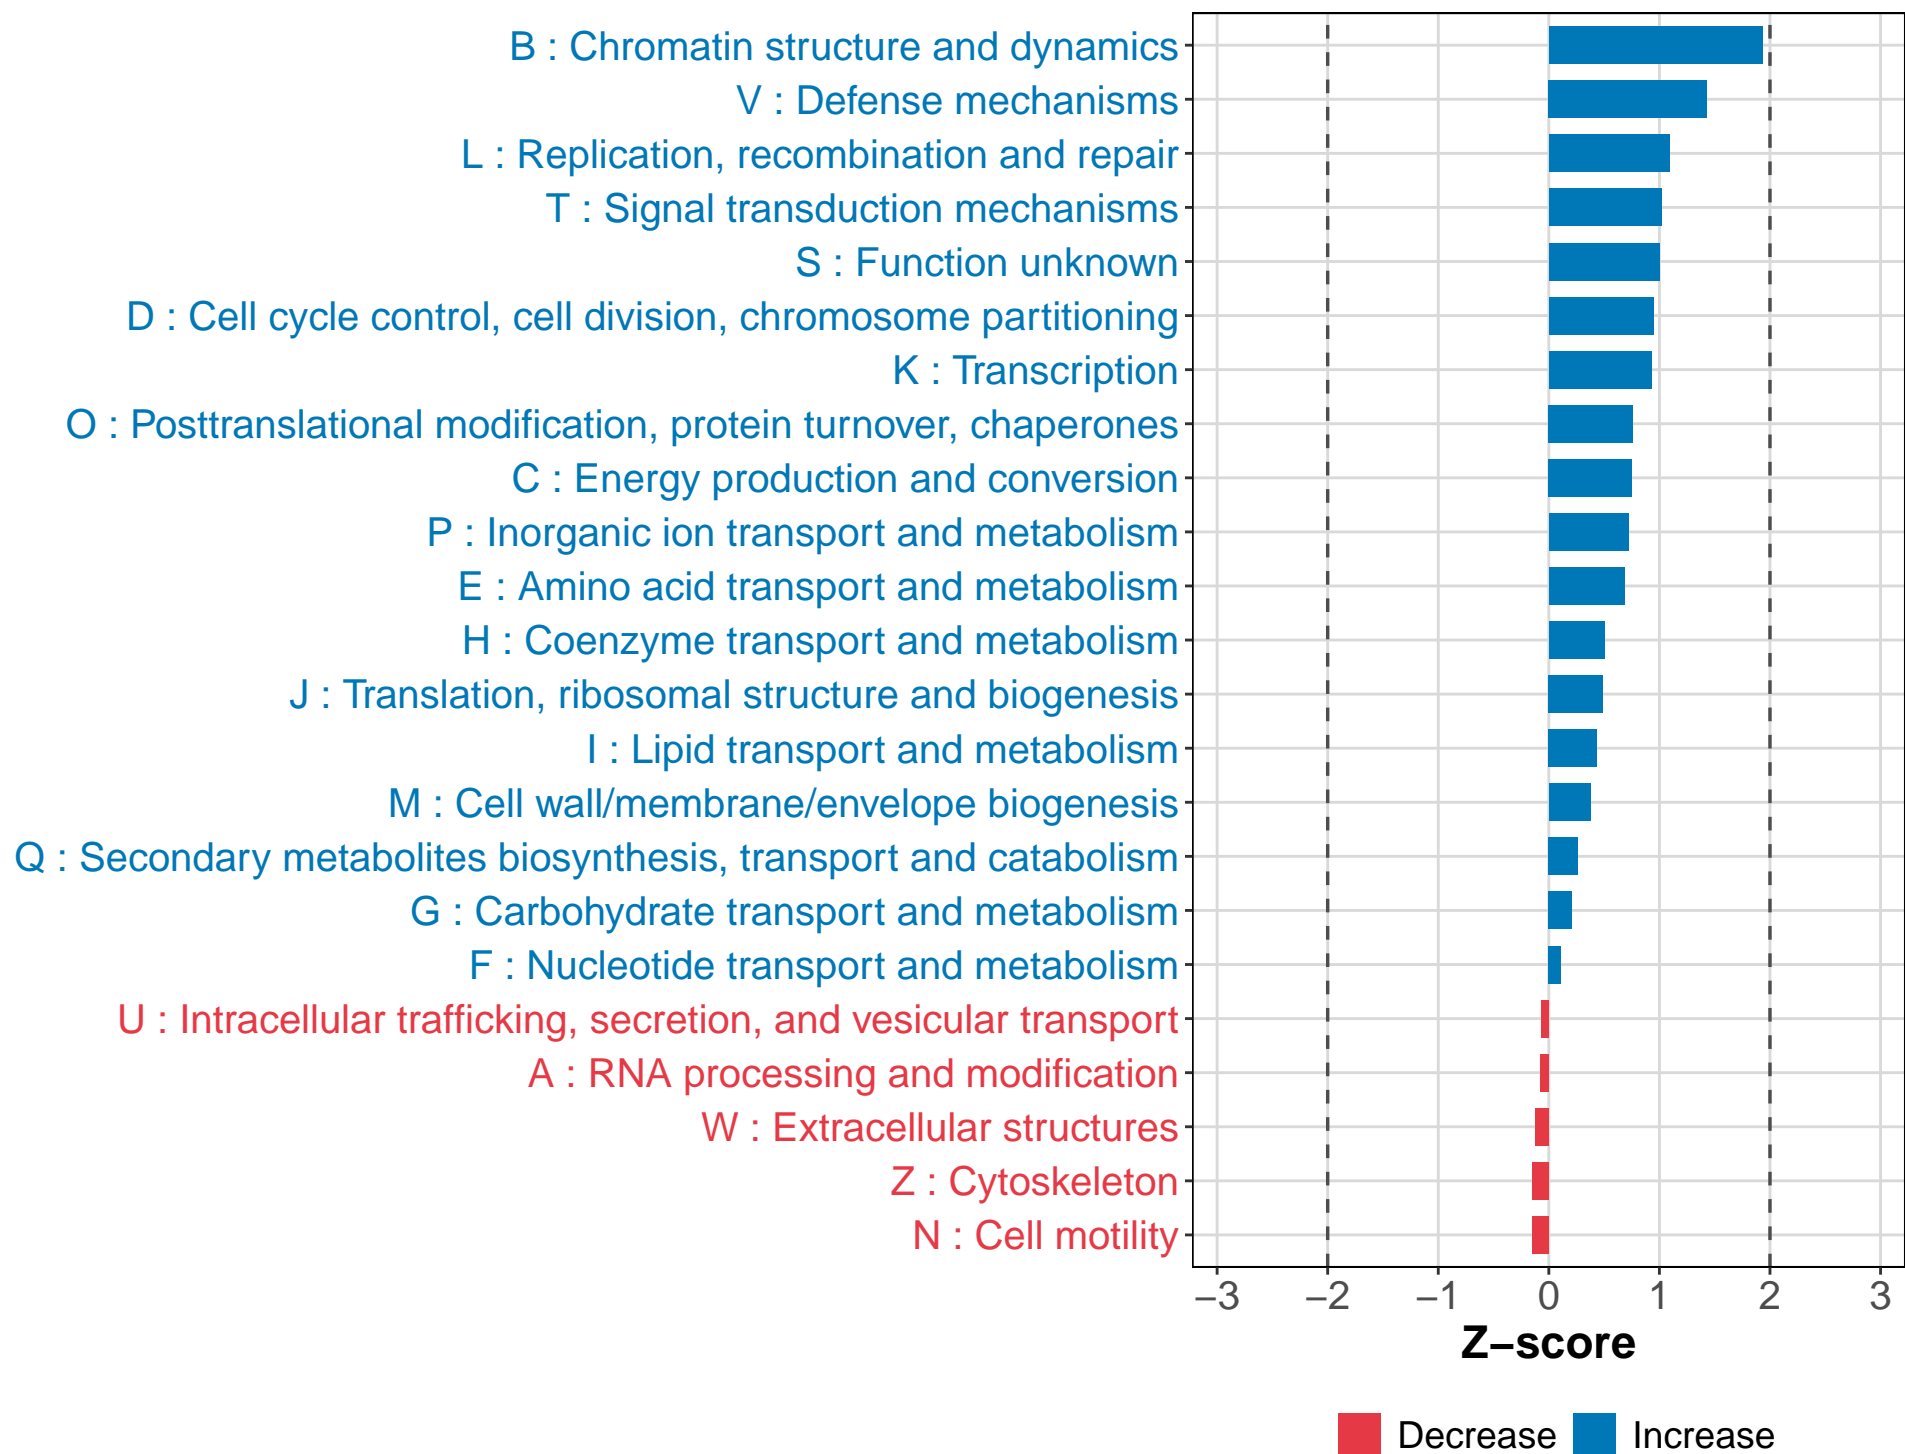 B : Chromatin structure and dynamics
V : Defense mechanisms
L : Replication, recombination and repair
T : Signal transduction mechanisms
S : Function unknown
D : Cell cycle control, cell division, chromosome partitioning
K : Transcription
O : Posttranslational modification, protein turnover, chaperones
C : Energy production and conversion
P : Inorganic ion transport and metabolism
E : Amino acid transport and metabolism
H : Coenzyme transport and metabolism
J : Translation, ribosomal structure and biogenesis
I : Lipid transport and metabolism
M : Cell wall/membrane/envelope biogenesis
Q : Secondary metabolites biosynthesis, transport and catabolism
G : Carbohydrate transport and metabolism
F : Nucleotide transport and metabolism
U : Intracellular trafficking, secretion, and vesicular transport
A : RNA processing and modification
W : Extracellular structures
Z : Cytoskeleton
N : Cell motility
−3 −2 −1 0 1 2 3
Z−score
Decrease Increase